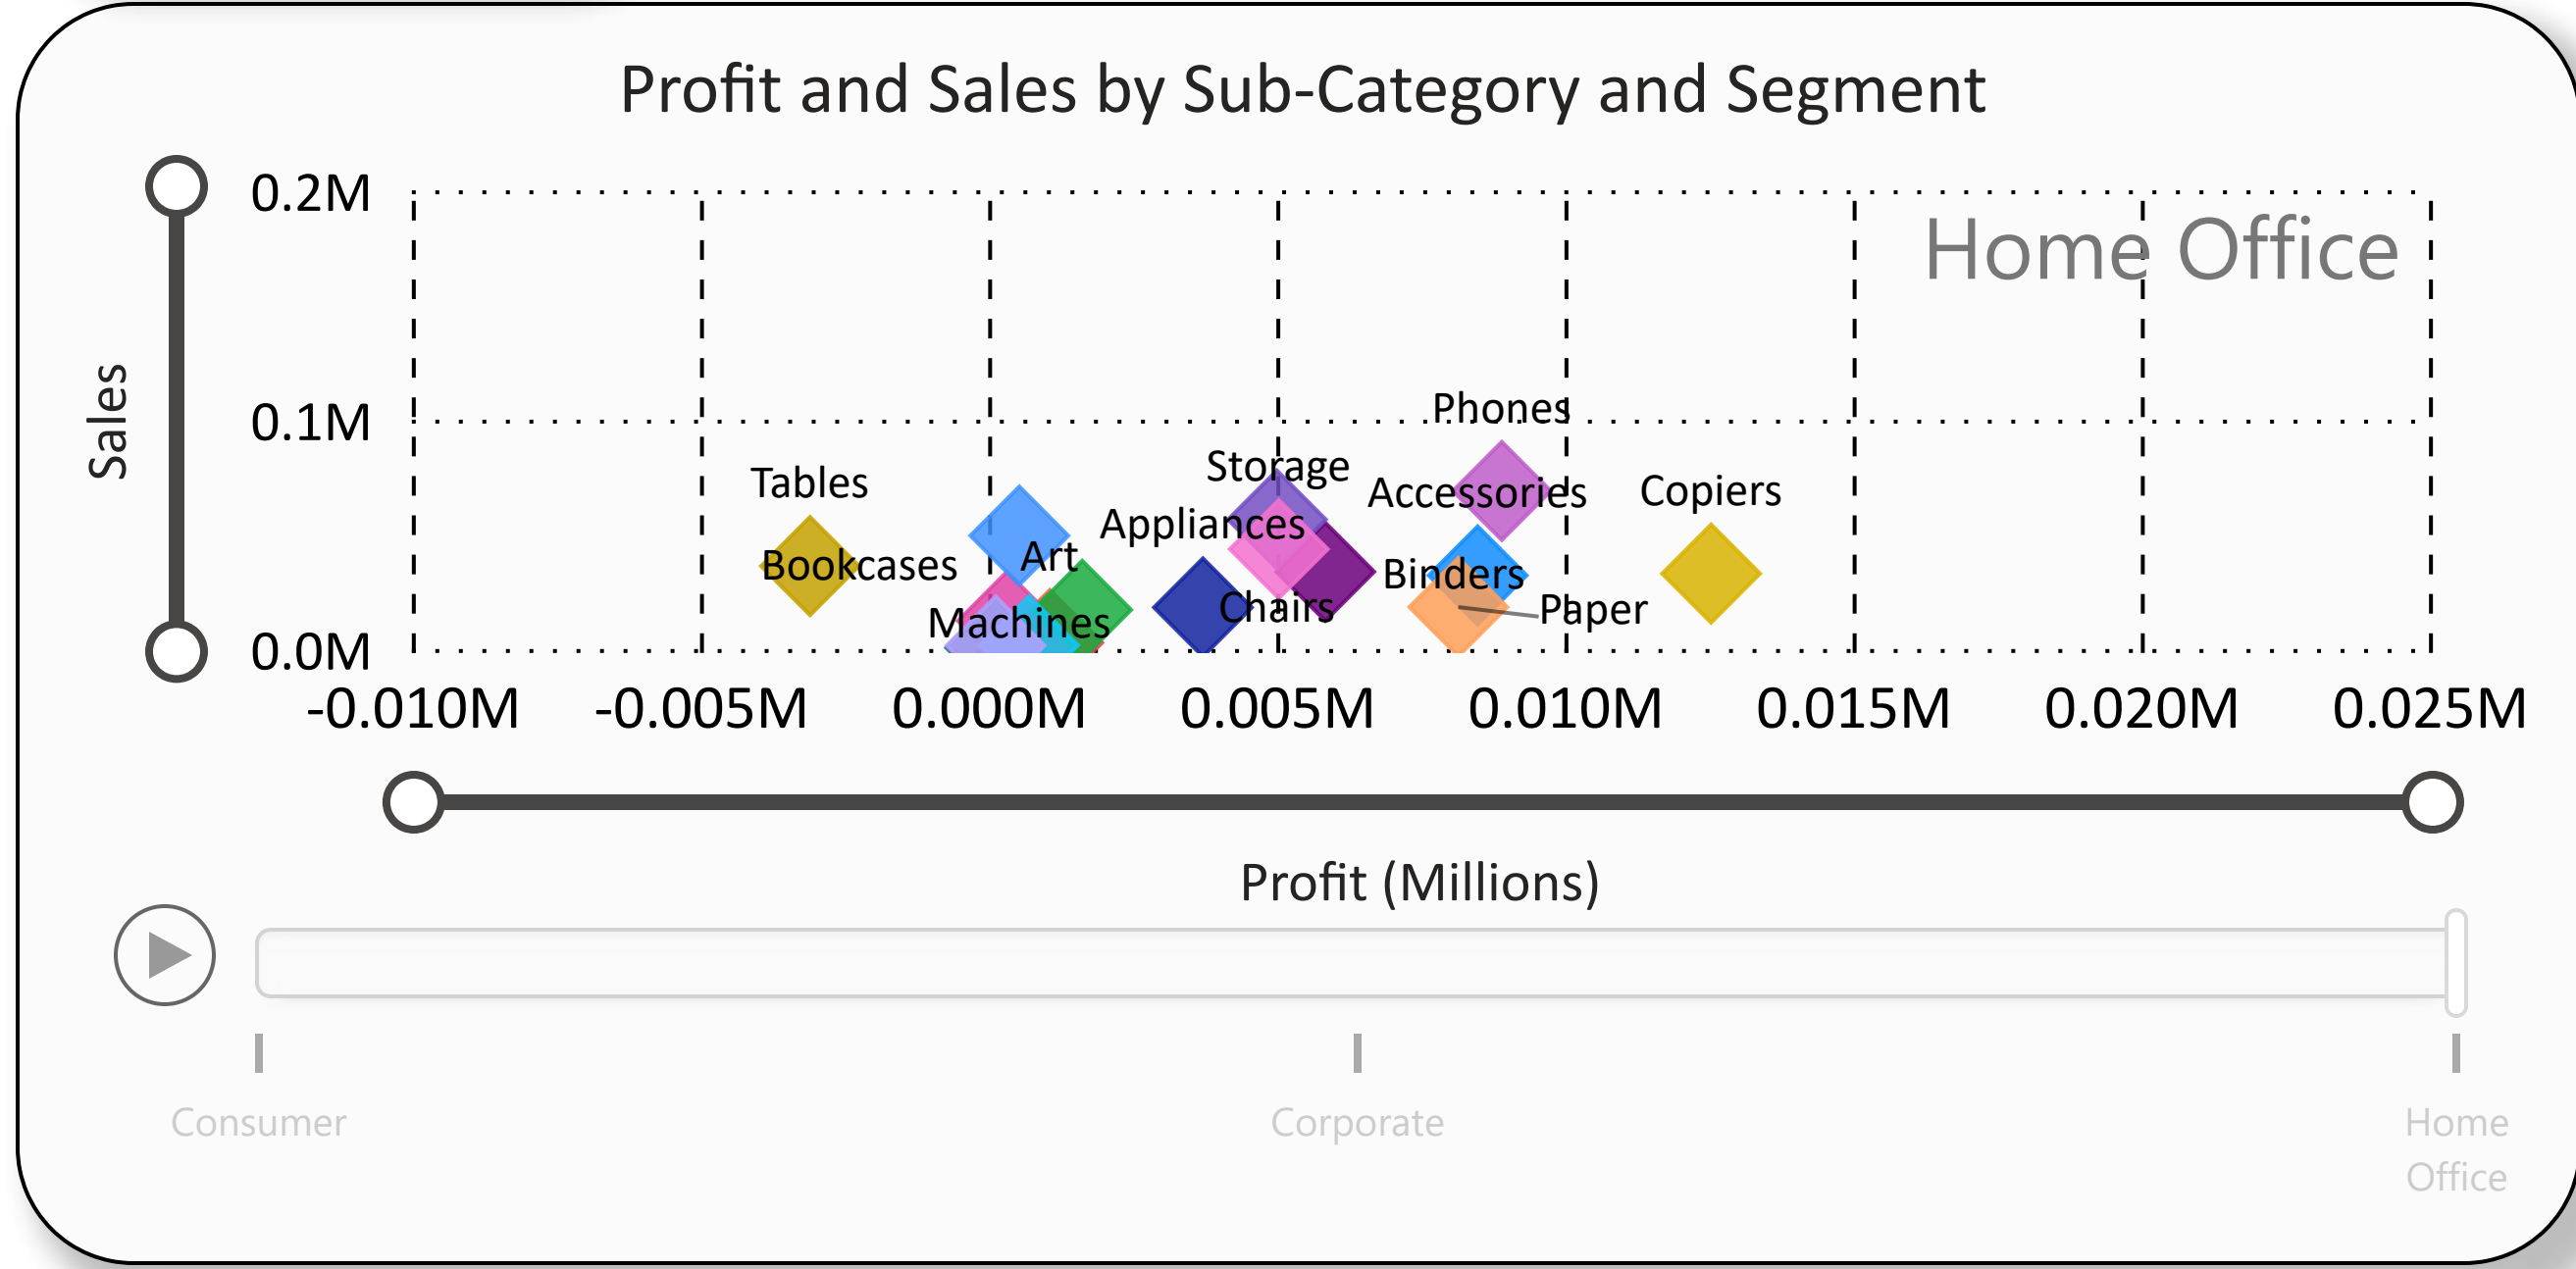 Profit and Sales by Sub-Category and Segment
0.2M
Home Office
0.1M
0.0M
Sales
Phones
Storage
Tables
Accessories
Copiers
Appliances
Art
Bookcases
Binders
Chairs
Paper
Machines
-0.010M -0.005M 0.000M 0.005M 0.010M 0.015M 0.020M 0.025M
Profit (Millions)
Consumer Corporate Home
Office